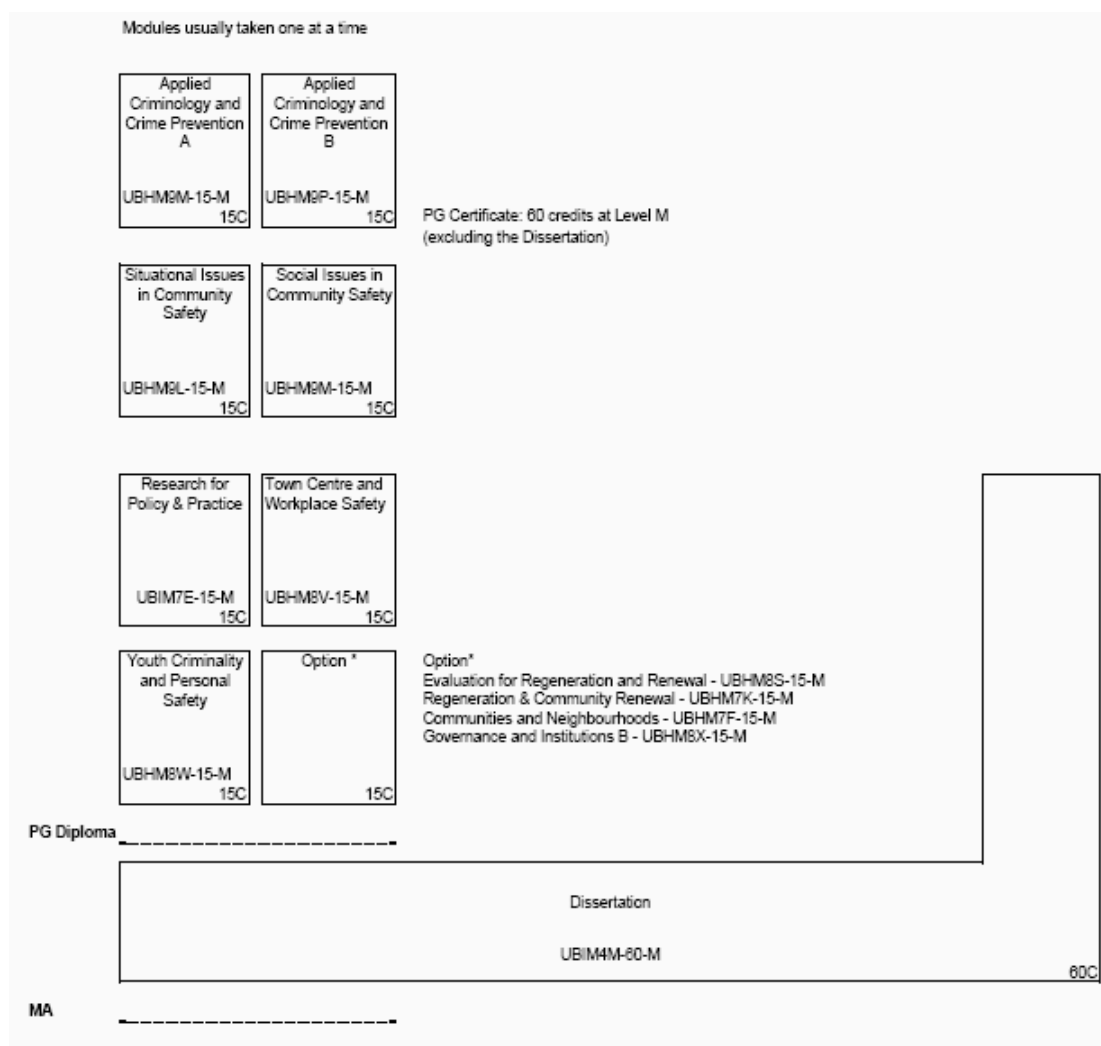 Modules usually taken one at a time
Applied
Criminology and
Crime Prevention
A
UBHM9M-15-M
15C
Applied
Criminology and
Crime Prevention
B
UBHM9P-15-M
15C
PG Certificate: 60 credits at Level M
(excluding the Dissertation)
Situational Issues
in Community
Safety
UBHM9L-15-M
15C
Social Issues in
Community Safety
UBHM9M-15-M
15C
Research for
Policy & Practice
UBIM7E-15-M
15C
Town Centre and
Workplace Safety
UBHM8V-15-M
15C
Youth Criminality
and Personal
Safety
UBHM8W-15-M
15C
Option *
15C
Option*
Evaluation for Regeneration and Renewal - UBHM8S-15-M
Regeneration & Community Renewal - UBHM7K-15-M
Communities and Neighbourhoods - UBHM7F-15-M
Governance and Institutions B - UBHM8X-15-M
PG Diploma
Dissertation
UBIM4M-60-M
60C
MA